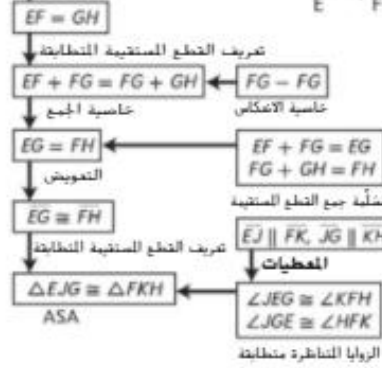 E F
EF = GH
تعريف القطع المستقيمة المتطابقة
EF + FG = FG + GH
FG − FG
خاصية الجمع
خاصية الانعكاس
EG = FH
EF + FG = EG
FG + GH = FH
التعويض
مسلّمة جمع القطع المستقيمة
EG ≅ FH
EJ ∥ FK, JG ∥ KH
تعريف القطع المستقيمة المتطابقة
المعطيات
△EJG ≅ △FKH
∠JEG ≅ ∠KFH
∠JGE ≅ ∠HFK
ASA
الزوايا المتناظرة متطابقة